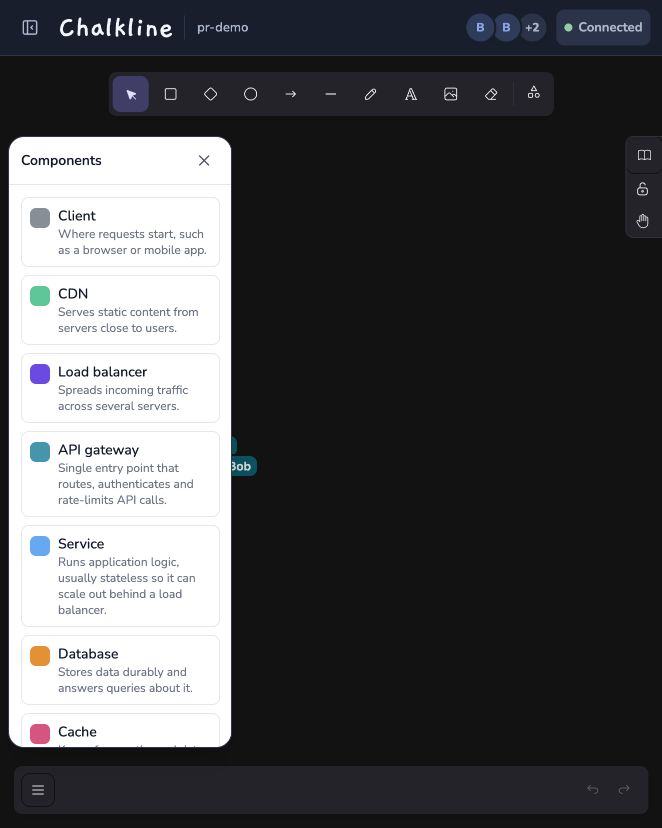 Chalkline
pr-demo
B
B
+2
Connected
Components
Client
Where requests start, such
as a browser or mobile app.
CDN
Serves static content from
servers close to users.
Load balancer
Spreads incoming traffic
across several servers.
API gateway
Single entry point that
routes, authenticates and
rate-limits API calls.
Bob
Service
Runs application logic,
usually stateless so it can
scale out behind a load
balancer.
Database
Stores data durably and
answers queries about it.
Cache